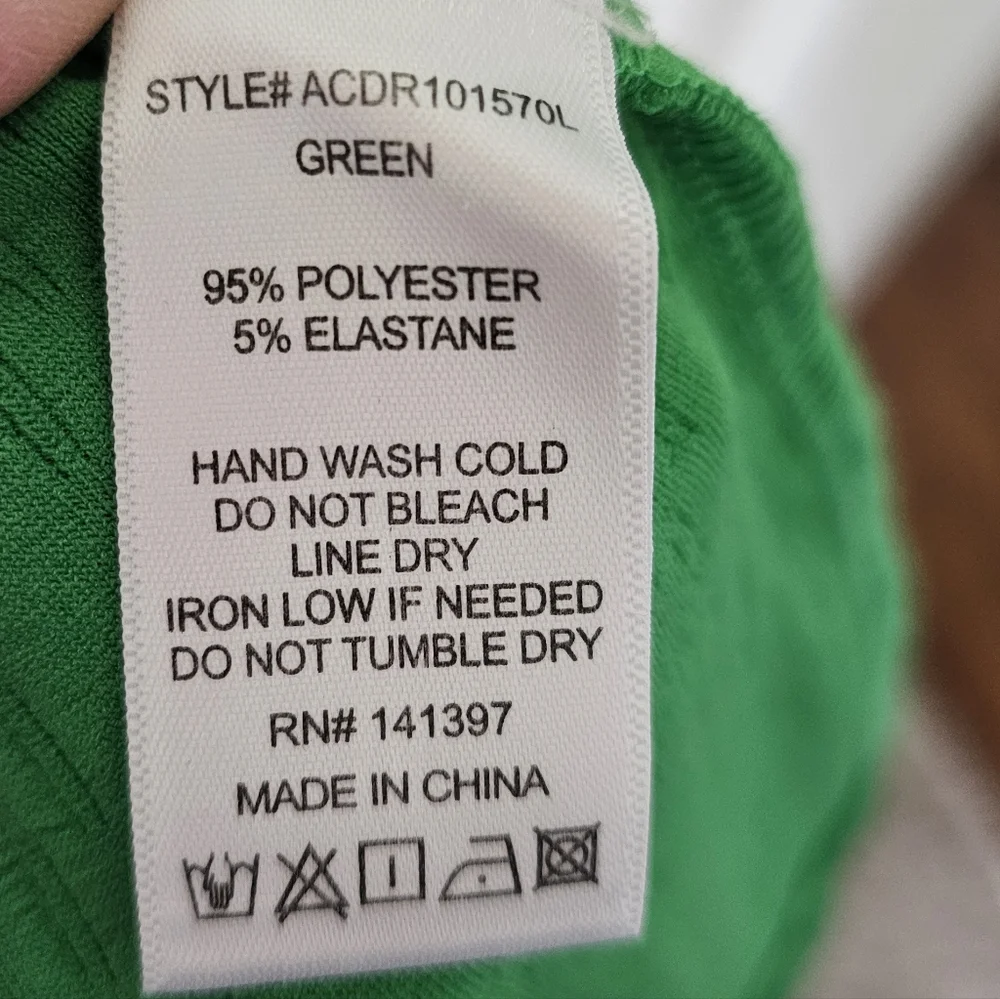 STYLE# ACDR101570L
GREEN
95% POLYESTER
5% ELASTANE
HAND WASH COLD
DO NOT BLEACH
LINE DRY
IRON LOW IF NEEDED
DO NOT TUMBLE DRY
RN# 141397
MADE IN CHINA